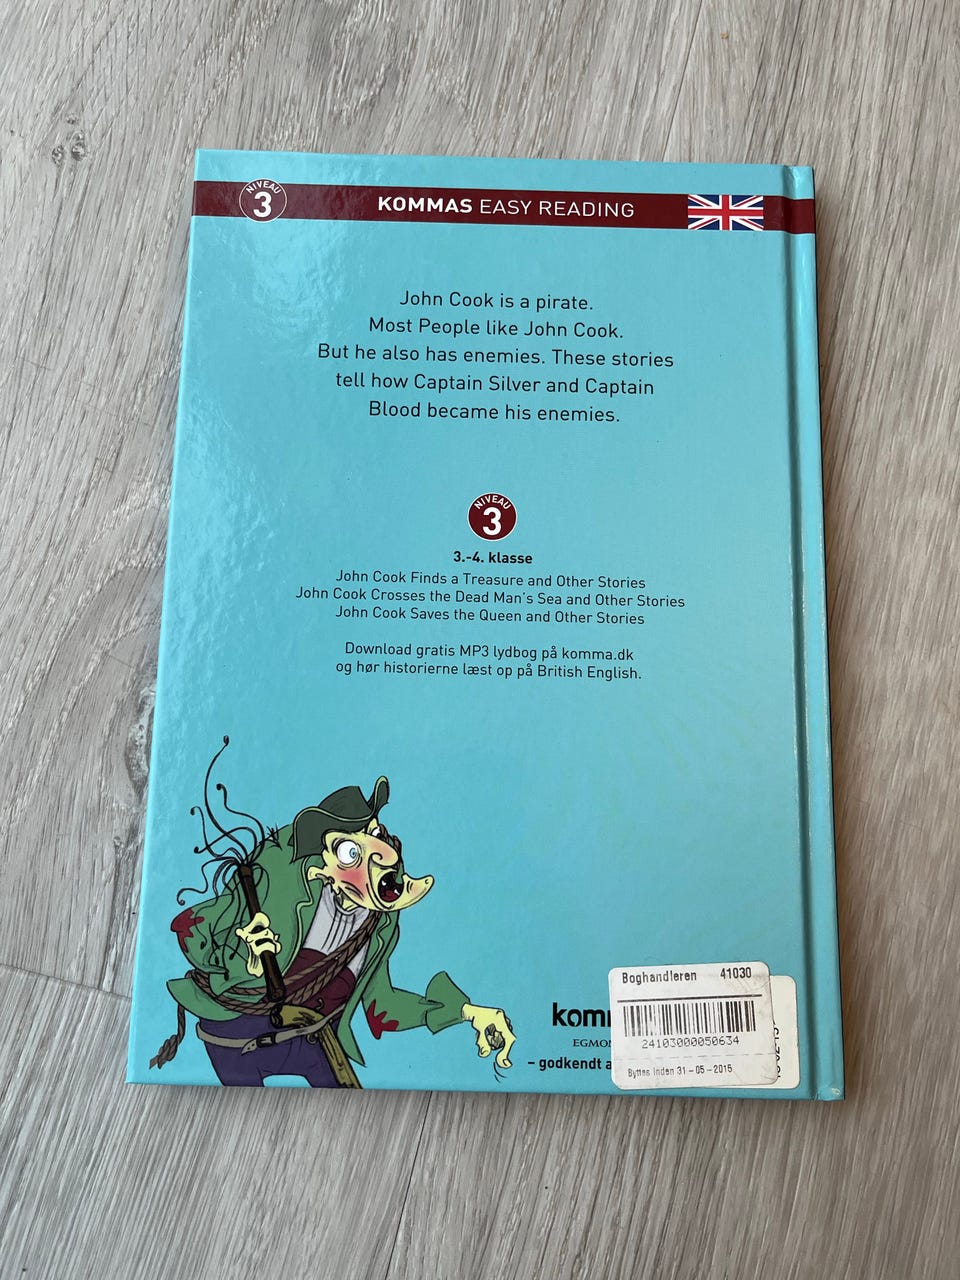 NIVEAU
3
KOMMAS EASY READING
John Cook is a pirate.
Most People like John Cook.
But he also has enemies. These stories
tell how Captain Silver and Captain
Blood became his enemies.
NIVEAU
3
3.-4. klasse
John Cook Finds a Treasure and Other Stories
John Cook Crosses the Dead Man's Sea and Other Stories
John Cook Saves the Queen and Other Stories
Download gratis MP3 lydbog på komma.dk
og hør historierne læst op på British English.
Boghandleren 41030
24103000050634
Byttes inden 31-05-2015
– godkendt